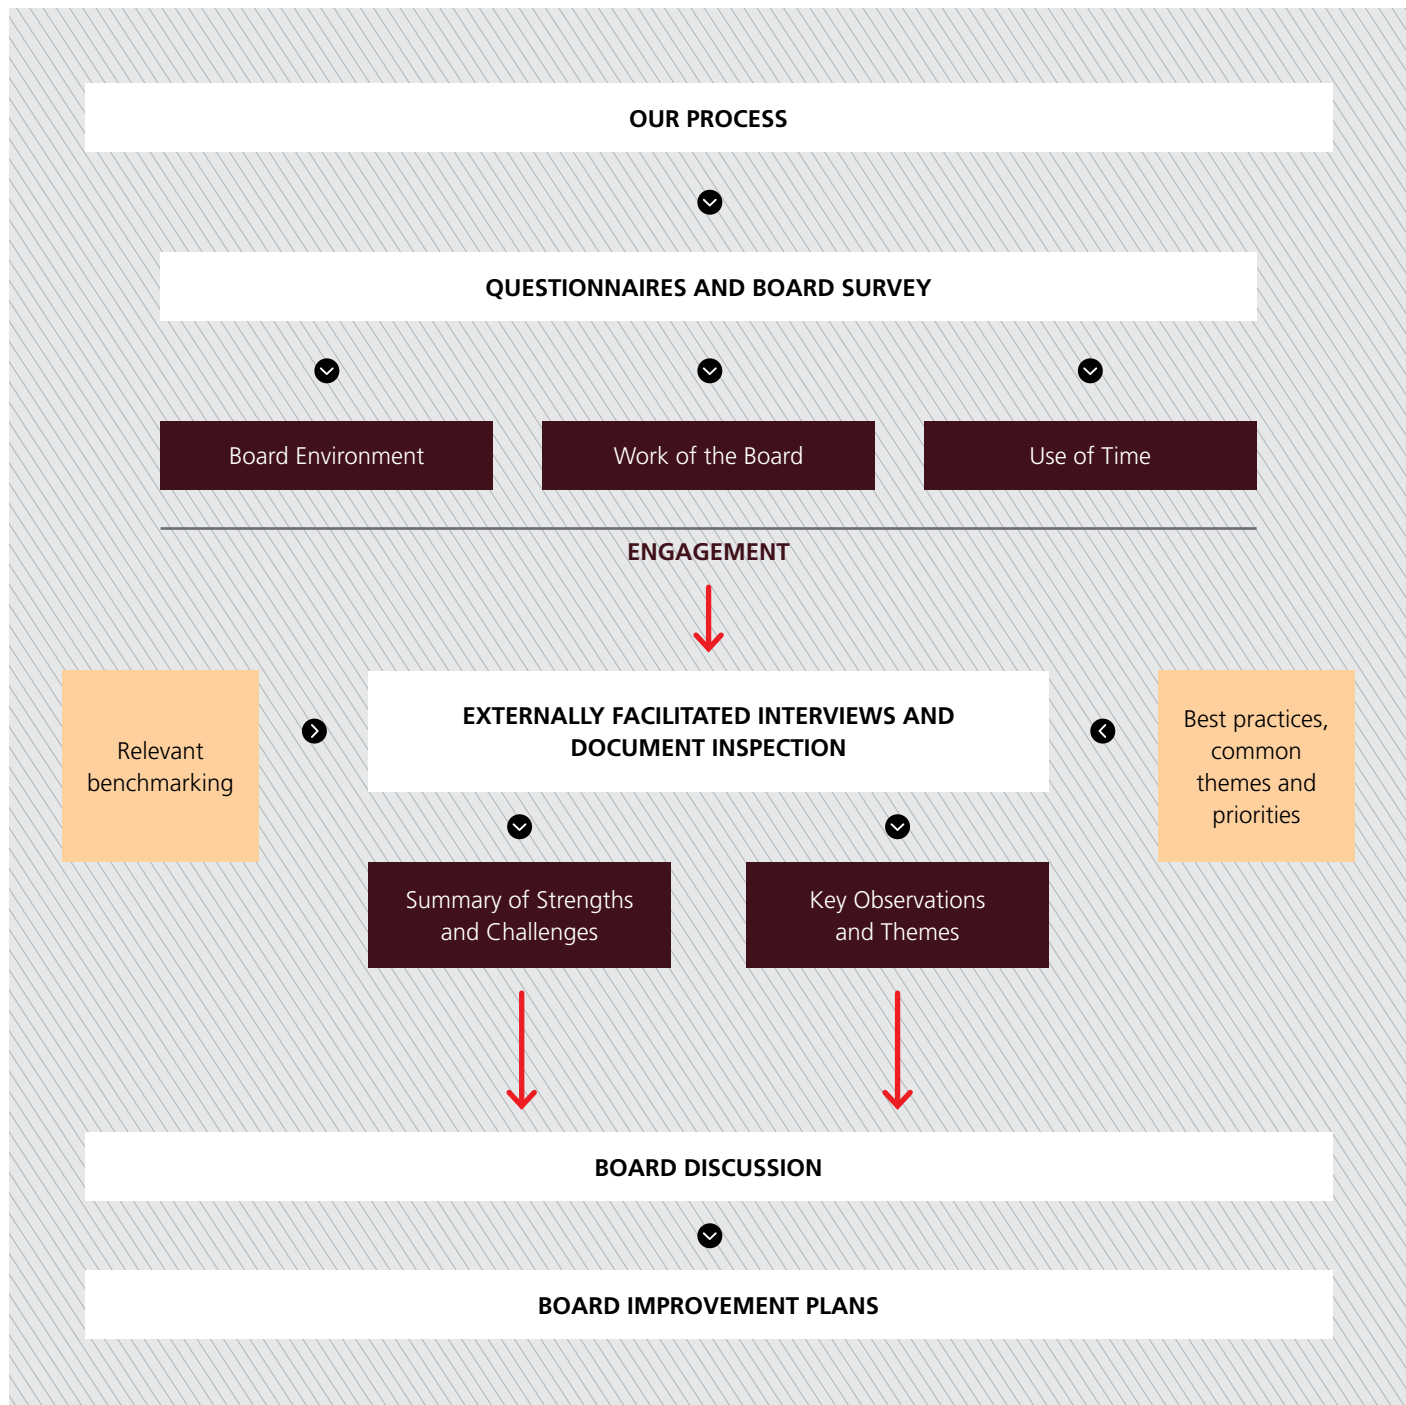 OUR PROCESS
QUESTIONNAIRES AND BOARD SURVEY
Board Environment
Work of the Board
Use of Time
ENGAGEMENT
Relevant
benchmarking
EXTERNALLY FACILITATED INTERVIEWS AND
DOCUMENT INSPECTION
Best practices,
common
themes and
priorities
Summary of Strengths
and Challenges
Key Observations
and Themes
BOARD DISCUSSION
BOARD IMPROVEMENT PLANS